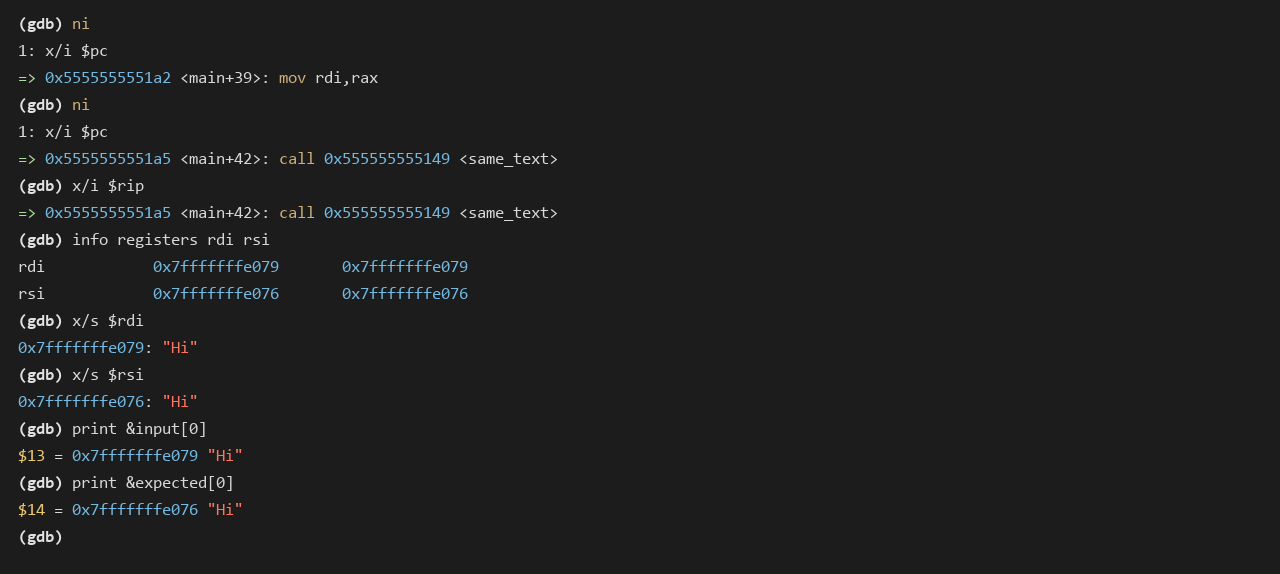 (gdb) ni
1: x/i $pc
=> 0x5555555551a2 <main+39>: mov rdi,rax
(gdb) ni
1: x/i $pc
=> 0x5555555551a5 <main+42>: call 0x555555555149 <same_text>
(gdb) x/i $rip
=> 0x5555555551a5 <main+42>: call 0x555555555149 <same_text>
(gdb) info registers rdi rsi
rdi            0x7fffffffe079       0x7fffffffe079
rsi            0x7fffffffe076       0x7fffffffe076
(gdb) x/s $rdi
0x7fffffffe079: "Hi"
(gdb) x/s $rsi
0x7fffffffe076: "Hi"
(gdb) print &input[0]
$13 = 0x7fffffffe079 "Hi"
(gdb) print &expected[0]
$14 = 0x7fffffffe076 "Hi"
(gdb)